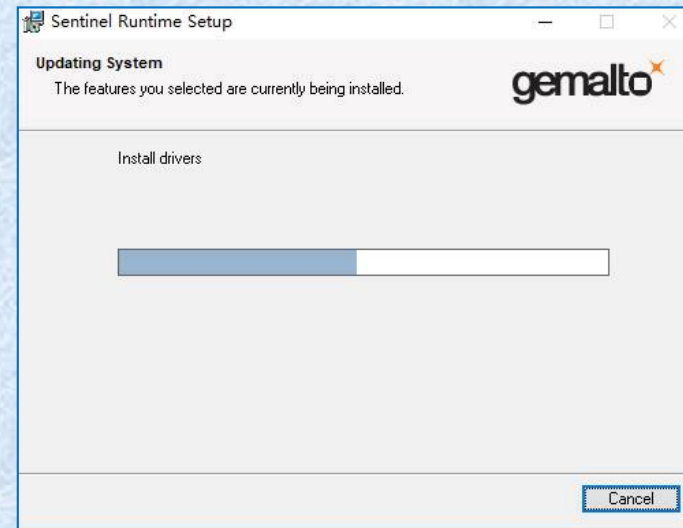 Sentinel Runtime Setup
Updating System
The features you selected are currently being installed.
gemalto
Install drivers
Cancel